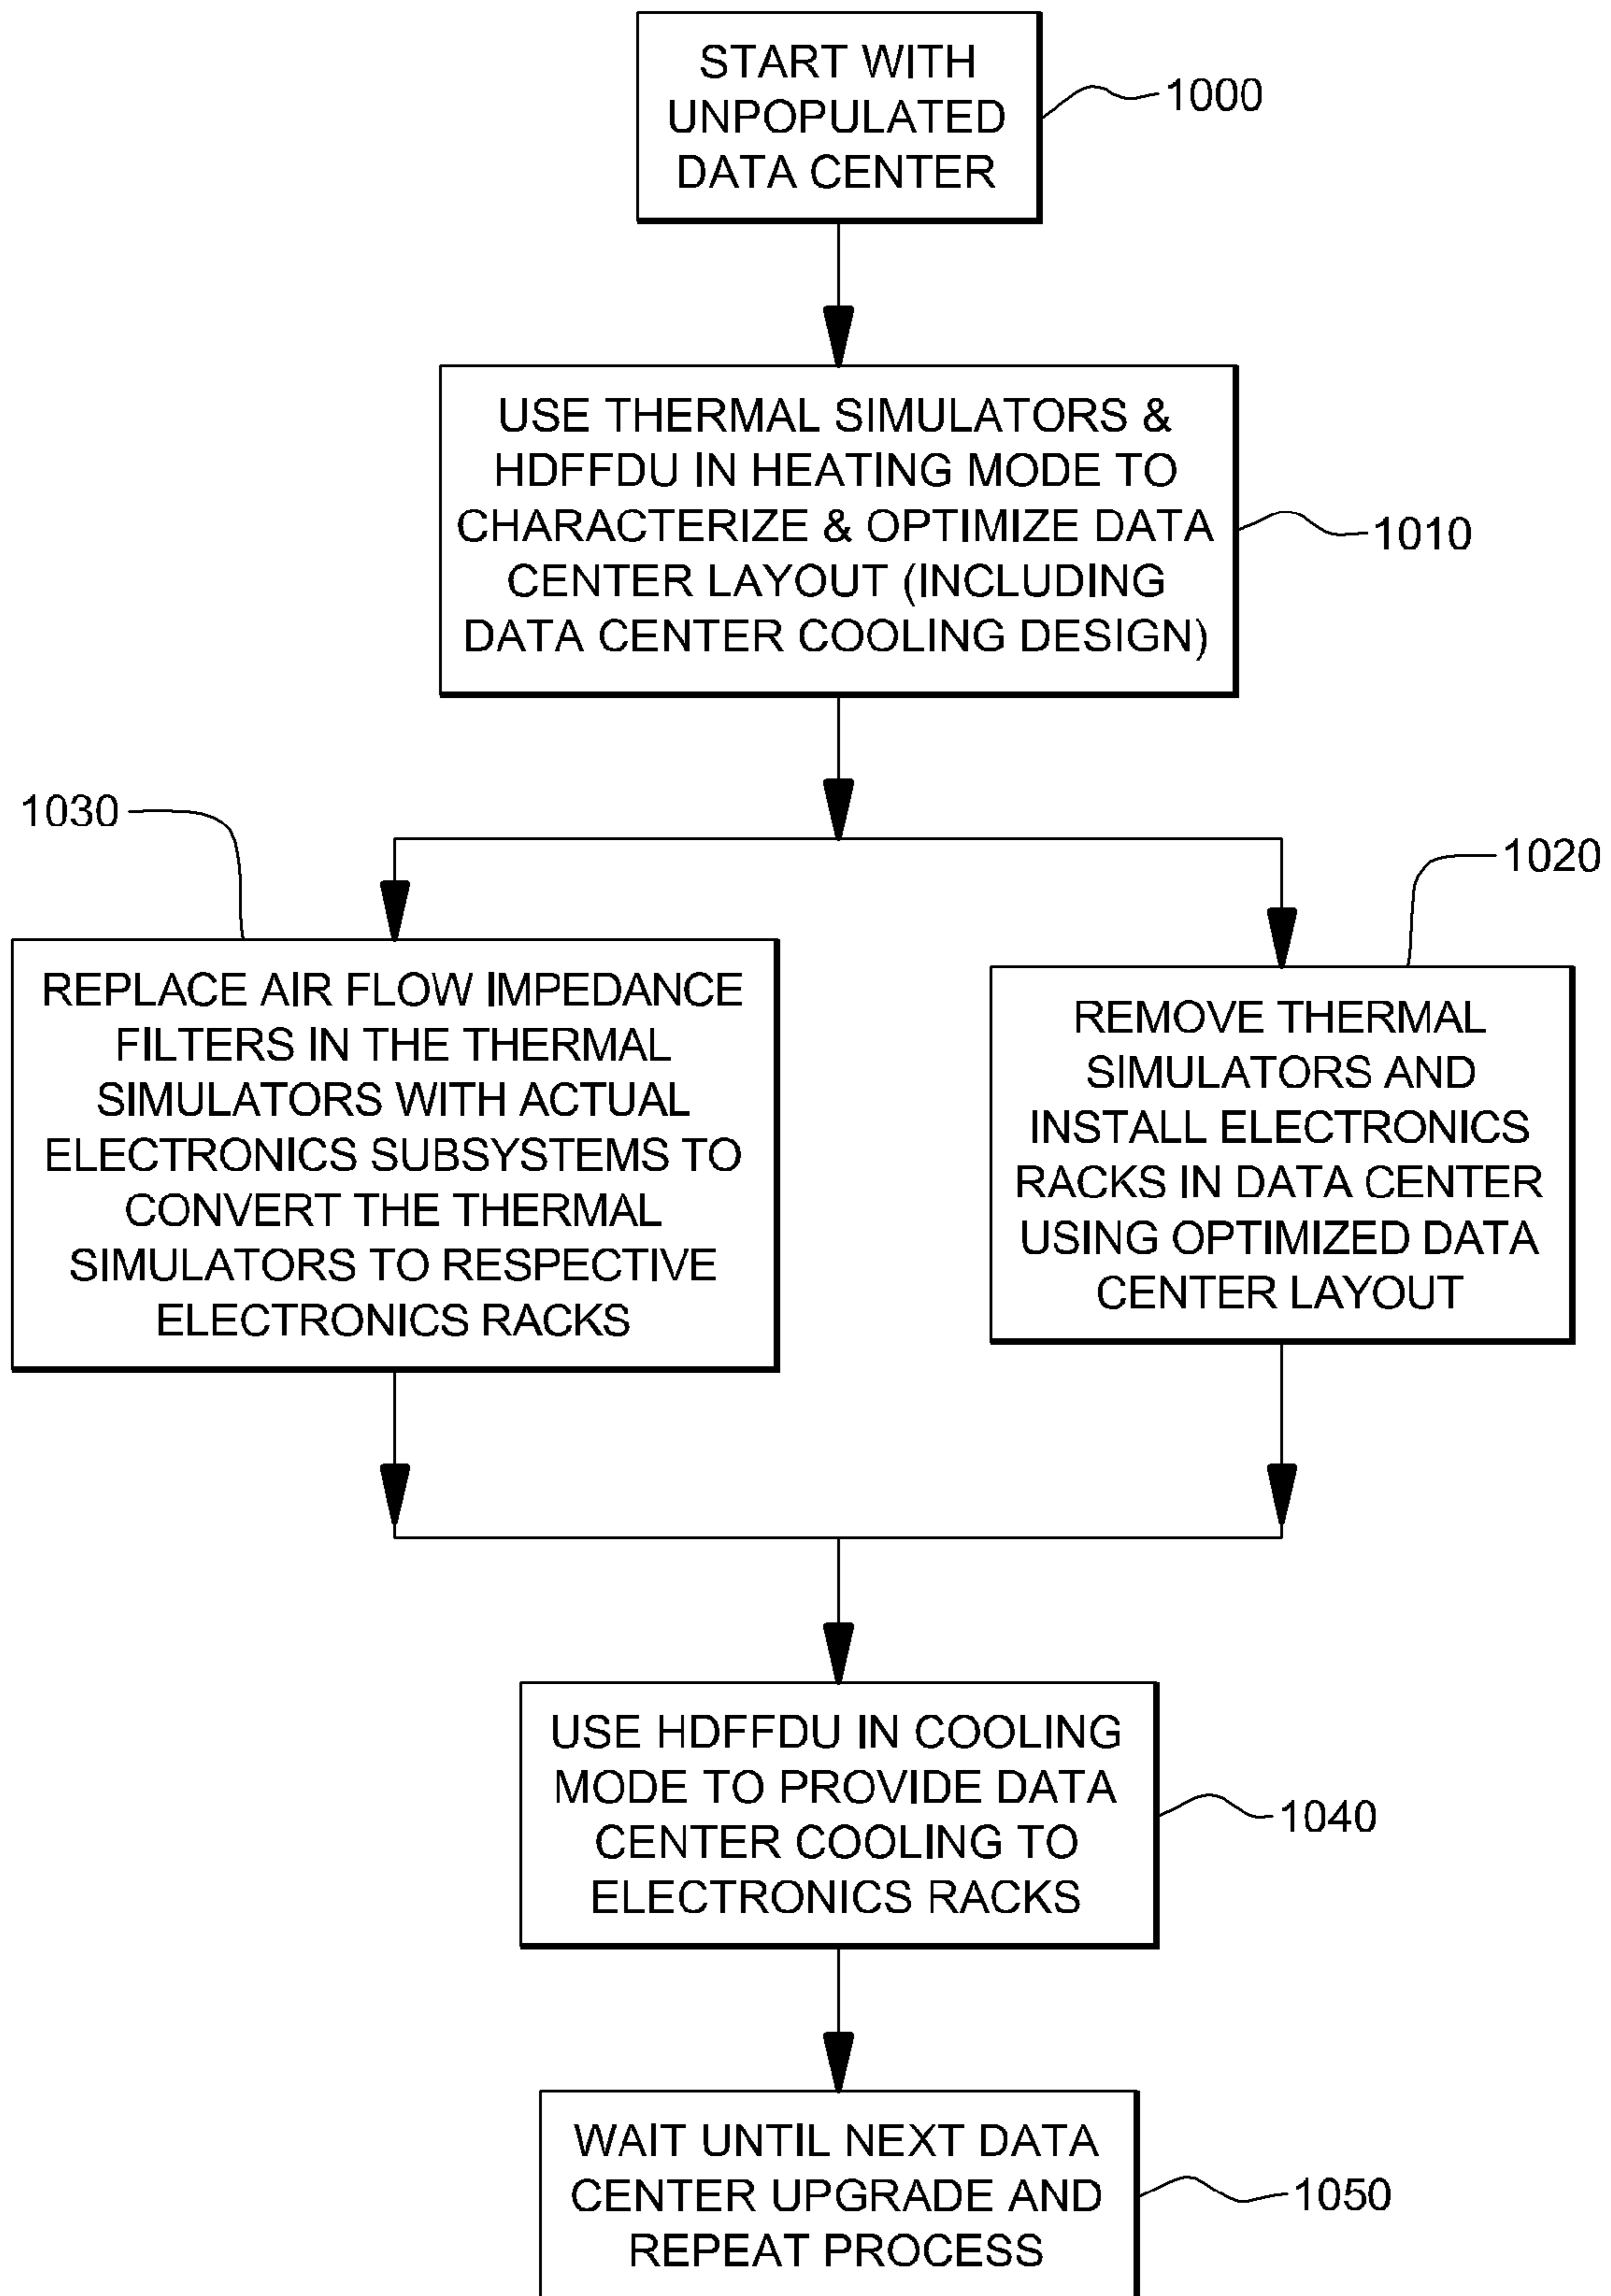 START WITH
UNPOPULATED
DATA CENTER
1000
USE THERMAL SIMULATORS &
HDFFDU IN HEATING MODE TO
CHARACTERIZE & OPTIMIZE DATA
CENTER LAYOUT (INCLUDING
DATA CENTER COOLING DESIGN)
1010
1030
REPLACE AIR FLOW IMPEDANCE
FILTERS IN THE THERMAL
SIMULATORS WITH ACTUAL
ELECTRONICS SUBSYSTEMS TO
CONVERT THE THERMAL
SIMULATORS TO RESPECTIVE
ELECTRONICS RACKS
1020
REMOVE THERMAL
SIMULATORS AND
INSTALL ELECTRONICS
RACKS IN DATA CENTER
USING OPTIMIZED DATA
CENTER LAYOUT
USE HDFFDU IN COOLING
MODE TO PROVIDE DATA
CENTER COOLING TO
ELECTRONICS RACKS
1040
WAIT UNTIL NEXT DATA
CENTER UPGRADE AND
REPEAT PROCESS
1050